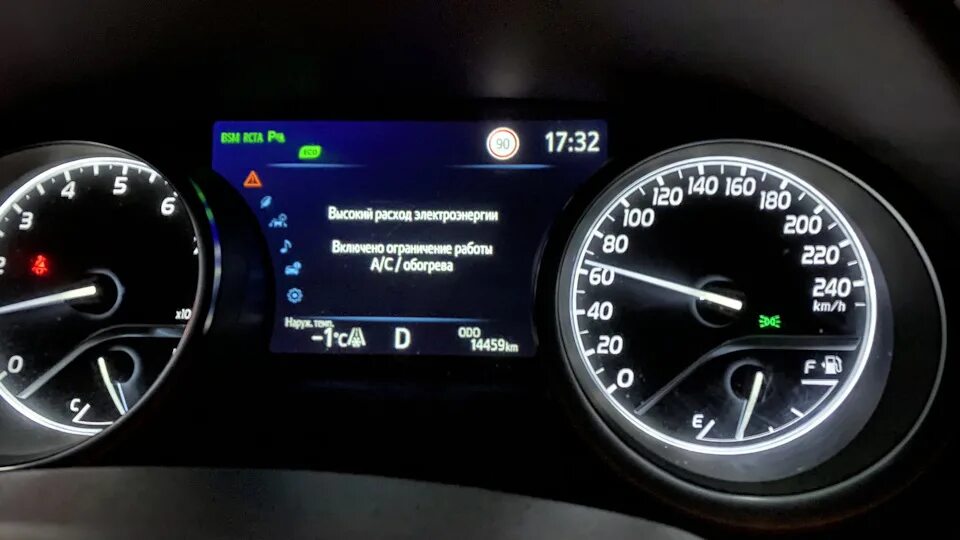 BSM RCTA P
ECO
90
17:32
Высокий расход электроэнергии
Включено ограничение работы
A/C / обогрева
Наруж. темп.
-1°C
D
ODO
14459 km
0
2
3
4
5
6
x10
C
0
20
40
60
80
100
120
140
160
180
200
220
240
km/h
E
F